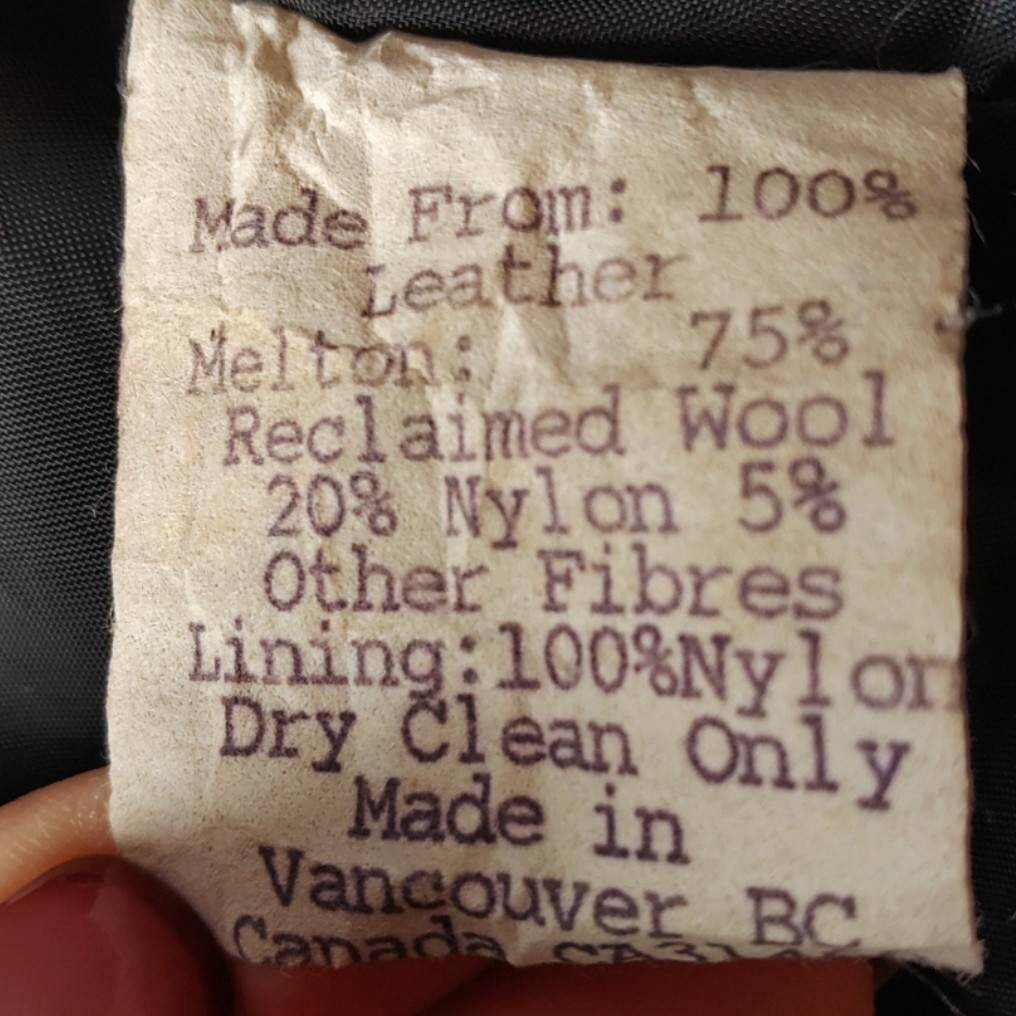 Made From: 100%
Leather
Melton: 75%
Reclaimed Wool
20% Nylon 5%
Other Fibres
Lining:100%Nylon
Dry Clean Only
Made in
Vancouver BC
Canada